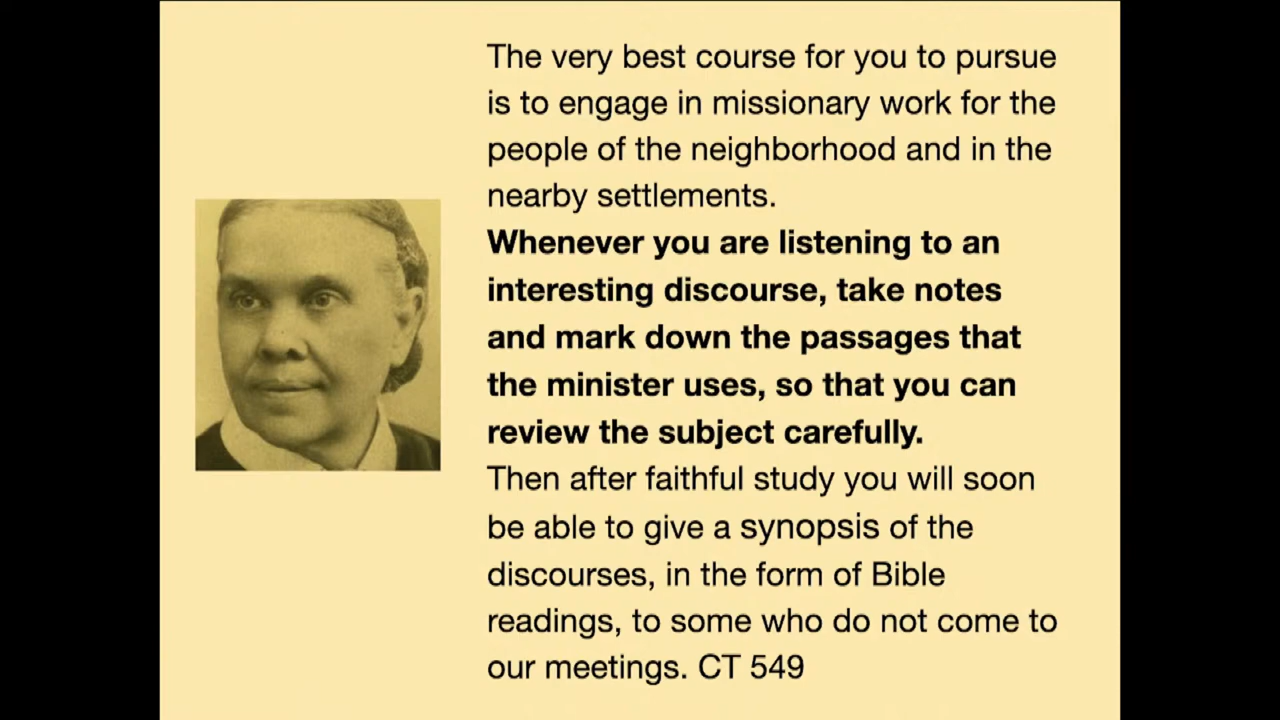 The very best course for you to pursue
is to engage in missionary work for the
people of the neighborhood and in the
nearby settlements.
Whenever you are listening to an
interesting discourse, take notes
and mark down the passages that
the minister uses, so that you can
review the subject carefully.
Then after faithful study you will soon
be able to give a synopsis of the
discourses, in the form of Bible
readings, to some who do not come to
our meetings. CT 549